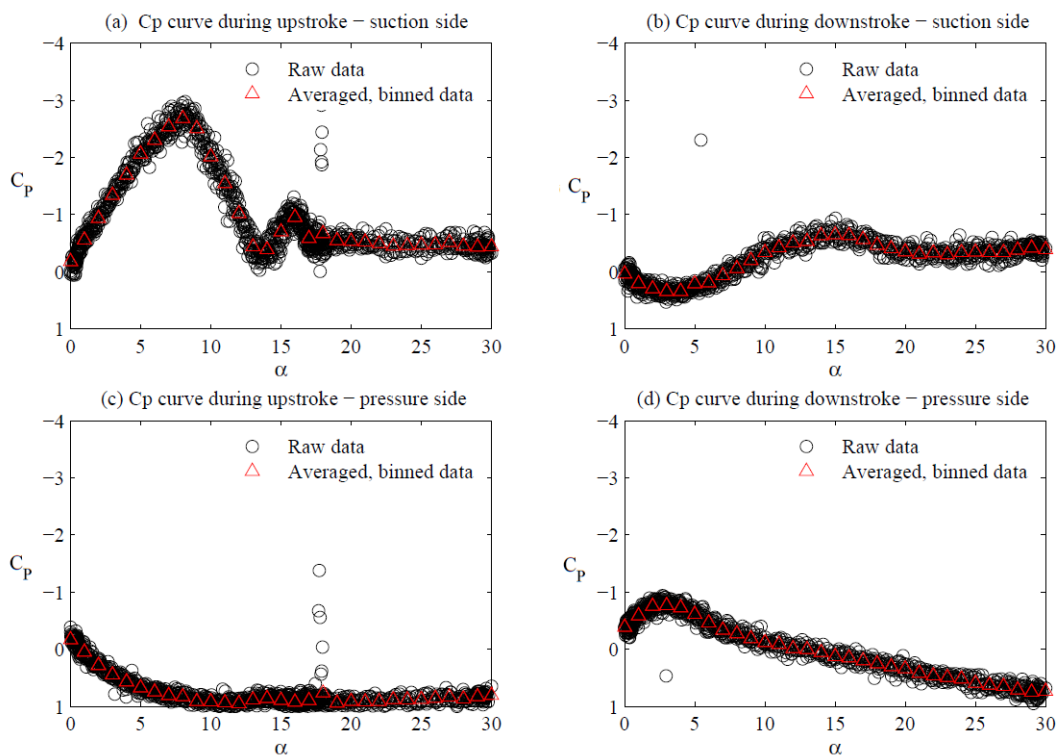 (a) Cp curve during upstroke − suction side
−4
−3
−2
−1
0
1
C_P
Raw data
Averaged, binned data
0 5 10 15 20 25 30
α
(b) Cp curve during downstroke − suction side
−4
−3
−2
−1
0
1
C_P
Raw data
Averaged, binned data
0 5 10 15 20 25 30
α
(c) Cp curve during upstroke − pressure side
−4
−3
−2
−1
0
1
C_P
Raw data
Averaged, binned data
0 5 10 15 20 25 30
α
(d) Cp curve during downstroke − pressure side
−4
−3
−2
−1
0
1
C_P
Raw data
Averaged, binned data
0 5 10 15 20 25 30
α